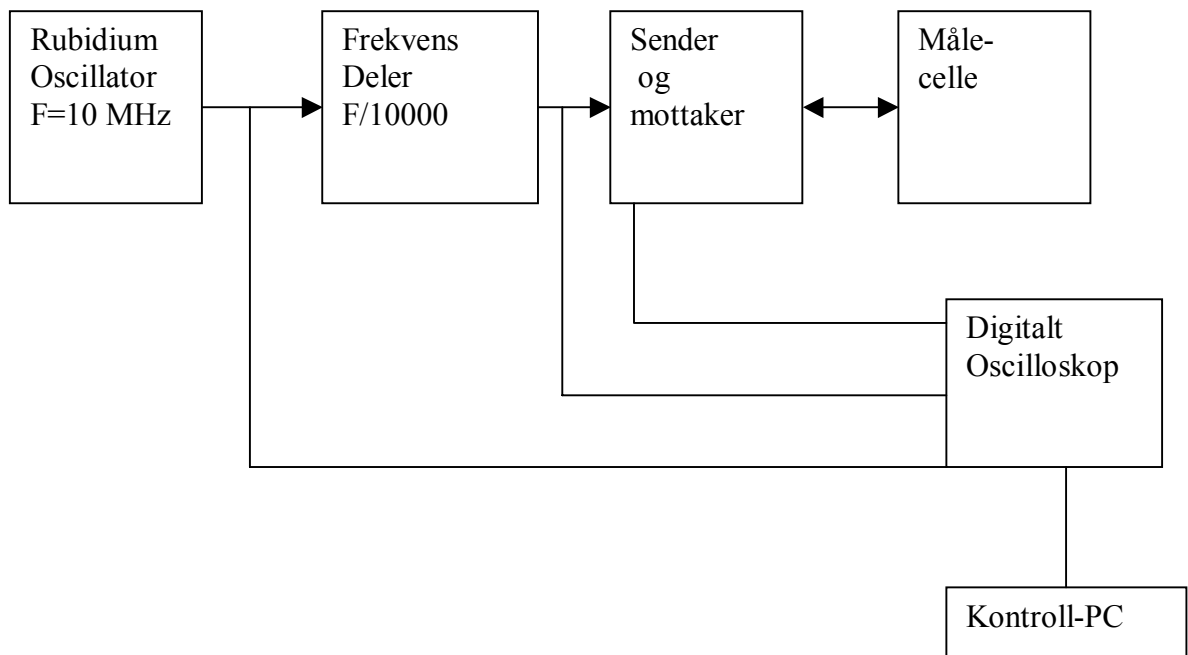 Rubidium
Oscillator
F=10 MHz
Frekvens
Deler
F/10000
Sender
og
mottaker
Måle-
celle
Digitalt
Oscilloskop
Kontroll-PC